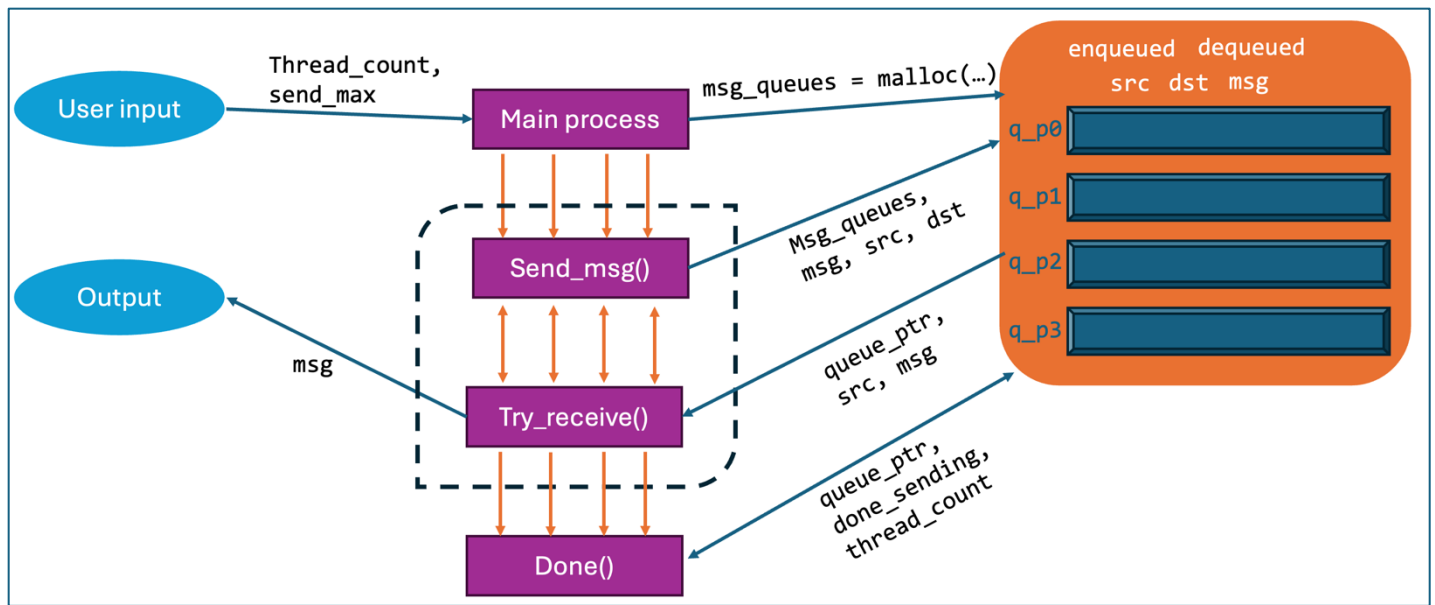 User input
Thread_count,
send_max
Main process
msg_queues = malloc(…)
enqueued dequeued
src dst msg
q_p0
q_p1
q_p2
q_p3
Send_msg()
Msg_queues,
msg, src, dst
Output
msg
Try_receive()
queue_ptr,
src, msg
Done()
queue_ptr,
done_sending,
thread_count